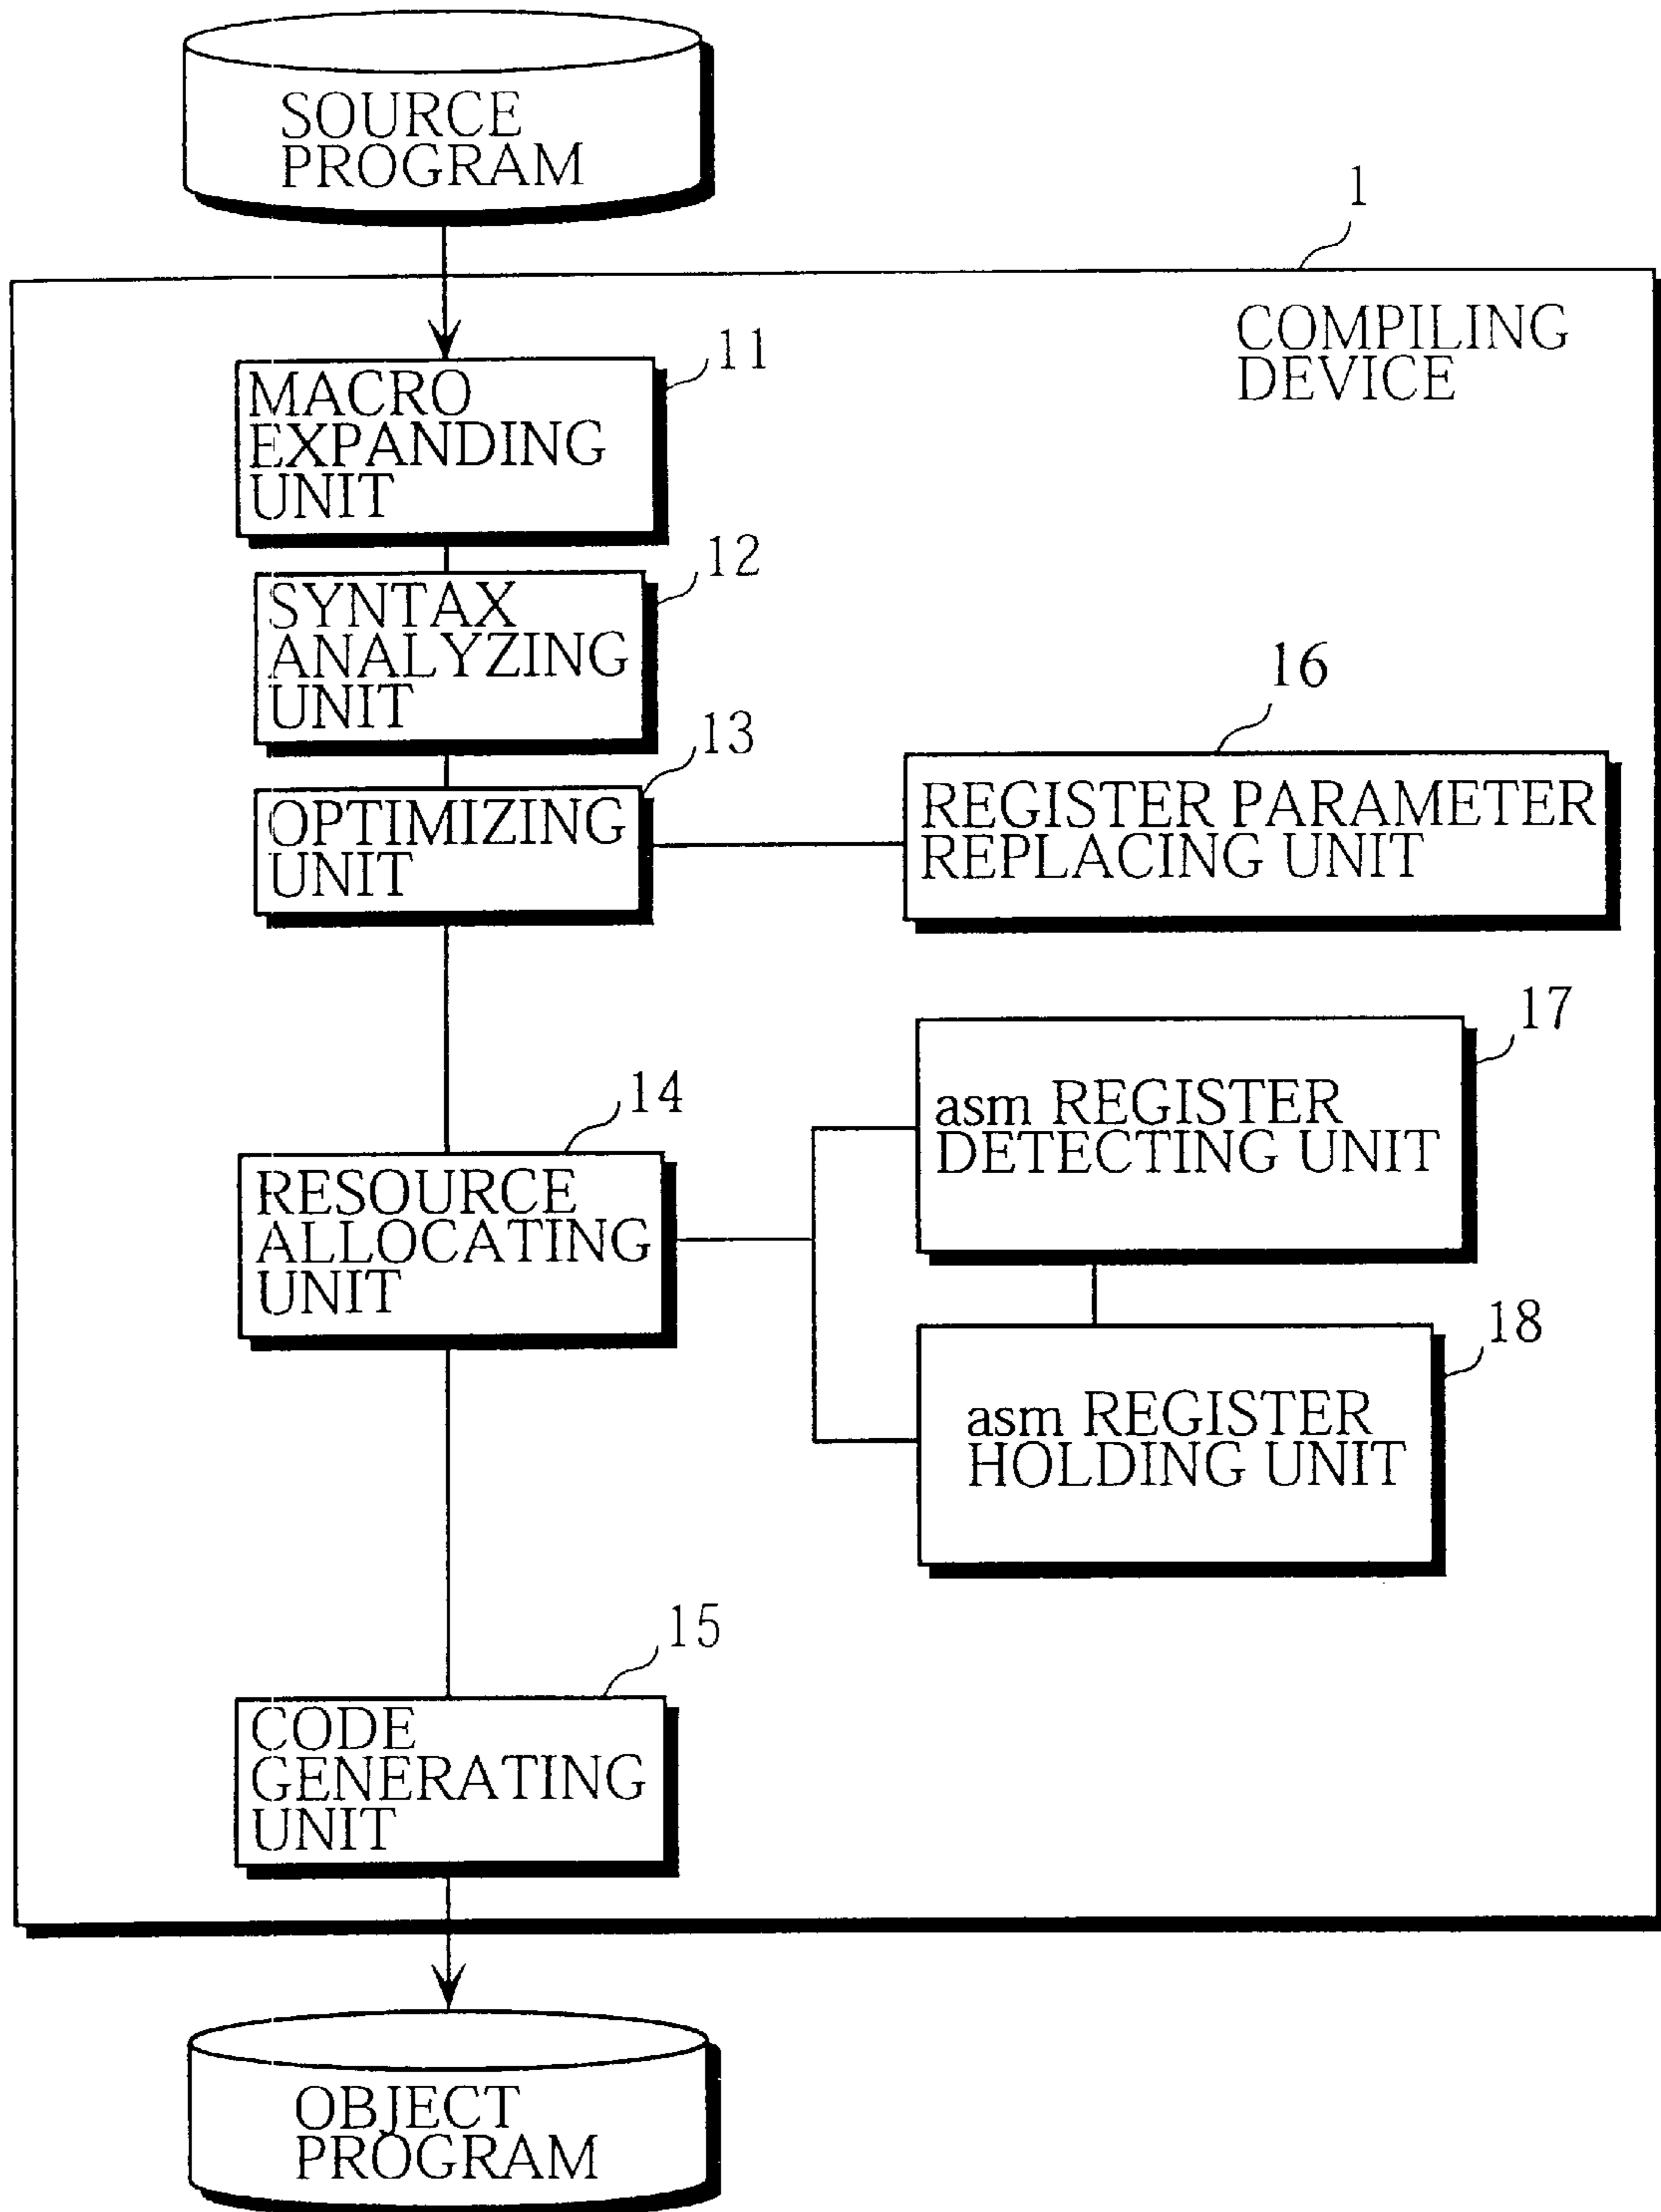 SOURCE
PROGRAM
1
COMPILING
DEVICE
11
MACRO
EXPANDING
UNIT
12
SYNTAX
ANALYZING
UNIT
13
OPTIMIZING
UNIT
16
REGISTER PARAMETER
REPLACING UNIT
17
asm REGISTER
DETECTING UNIT
14
RESOURCE
ALLOCATING
UNIT
18
asm REGISTER
HOLDING UNIT
15
CODE
GENERATING
UNIT
OBJECT
PROGRAM